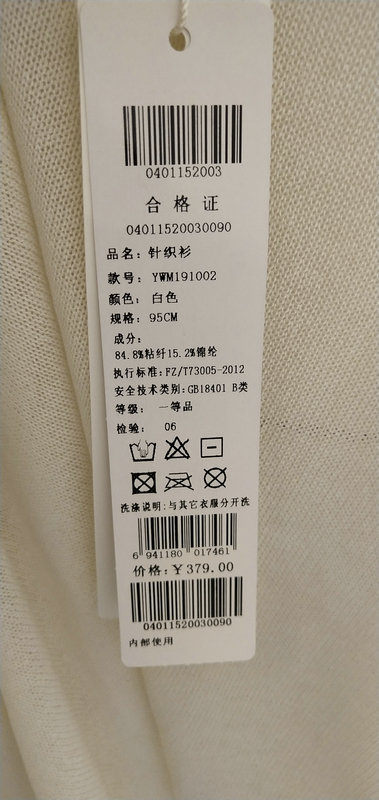 0401152003
合格证
04011520030090
品名：针织衫
款号：YWM191002
颜色：白色
规格：95CM
成分：
84.8%粘纤15.2%锦纶
执行标准:FZ/T73005-2012
安全技术类别:GB18401 B类
等级： 一等品
检验： 06
洗涤说明:与其它衣服分开洗
6 941180 017461
价格:￥379.00
04011520030090
内部使用